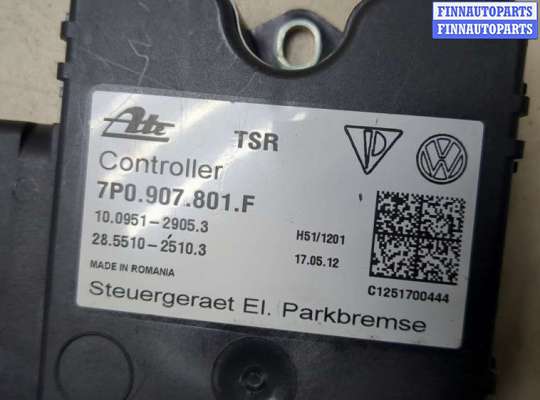 FINNAUTOPARTS
FINNAUTOPARTS
Ate
TSR
Controller
7P0.907.801.F
10.0951-2905.3
28.5510-2510.3
H51/1201
17.05.12
MADE IN ROMANIA
C1251700444
Steuergeraet El. Parkbremse